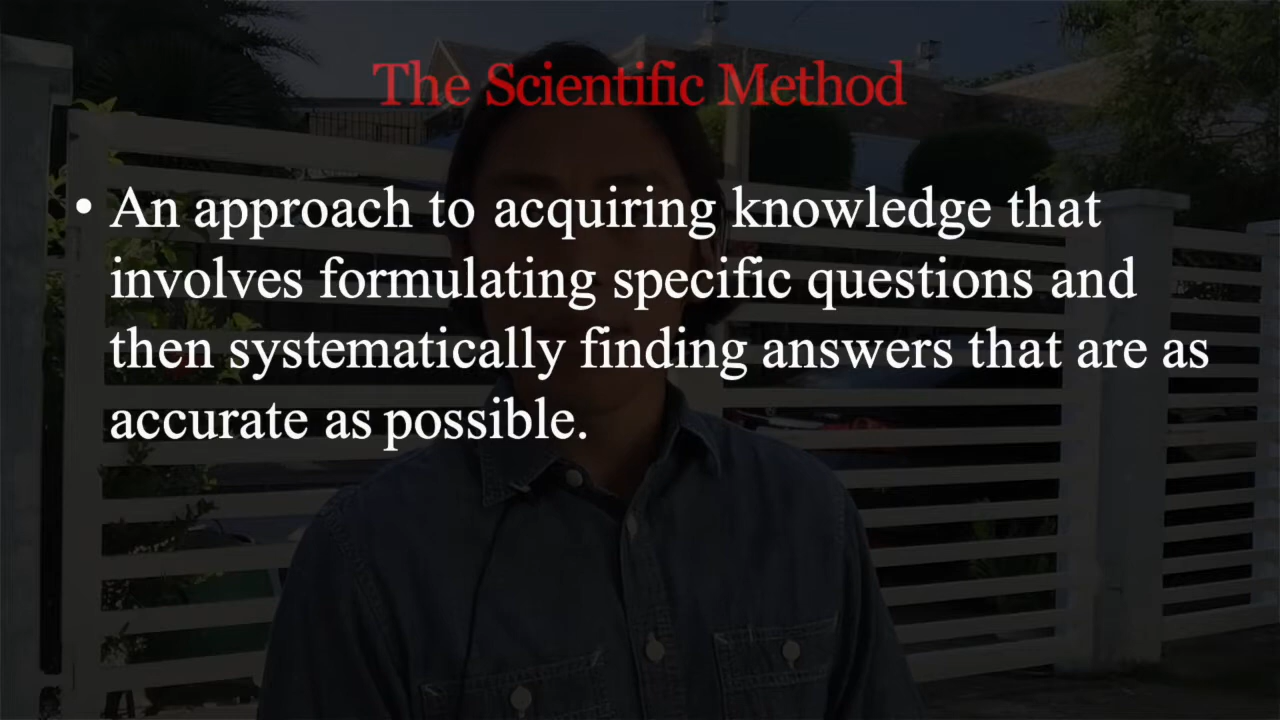 The Scientific Method
• An approach to acquiring knowledge that
involves formulating specific questions and
then systematically finding answers that are as
accurate as possible.